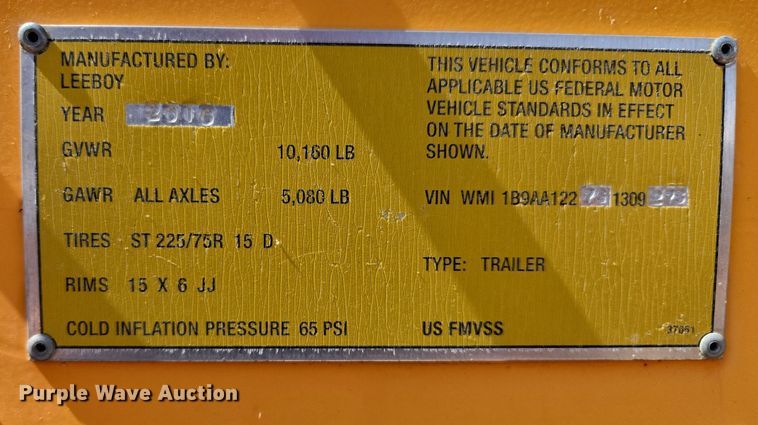 MANUFACTURED BY:
LEEBOY
YEAR 2006
GVWR 10,160 LB
GAWR ALL AXLES 5,080 LB
TIRES ST 225/75R 15 D
RIMS 15 X 6 JJ
COLD INFLATION PRESSURE 65 PSI
THIS VEHICLE CONFORMS TO ALL
APPLICABLE US FEDERAL MOTOR
VEHICLE STANDARDS IN EFFECT
ON THE DATE OF MANUFACTURER
SHOWN.
VIN WMI 1B9AA122 1309
TYPE: TRAILER
US FMVSS
37051
Purple Wave Auction